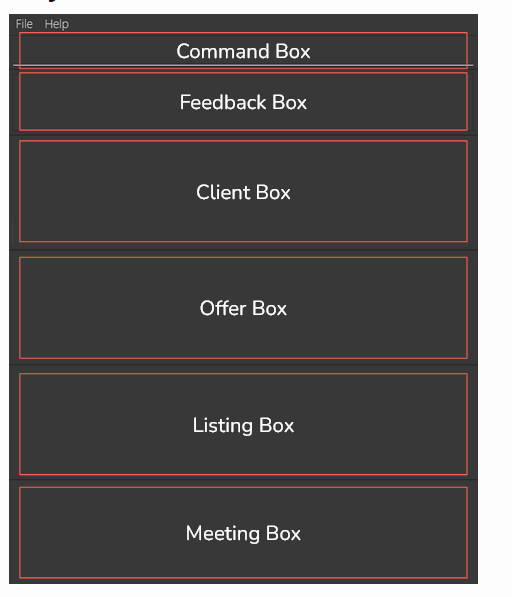 File Help
Command Box
Feedback Box
Client Box
Offer Box
Listing Box
Meeting Box